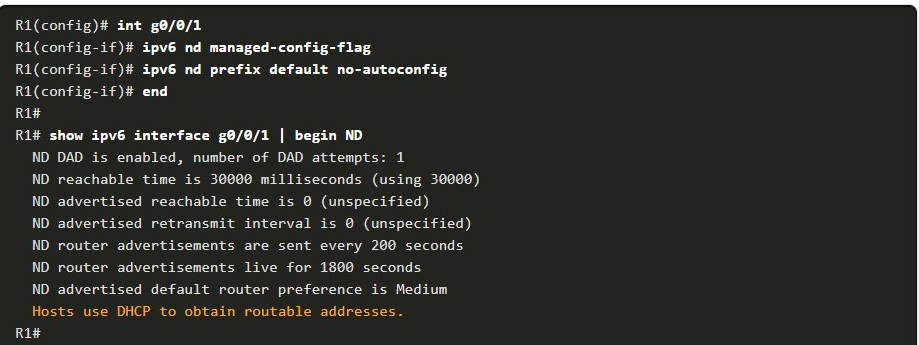 R1(config)# int g0/0/1
R1(config-if)# ipv6 nd managed-config-flag
R1(config-if)# ipv6 nd prefix default no-autoconfig
R1(config-if)# end
R1#
R1# show ipv6 interface g0/0/1 | begin ND
  ND DAD is enabled, number of DAD attempts: 1
  ND reachable time is 30000 milliseconds (using 30000)
  ND advertised reachable time is 0 (unspecified)
  ND advertised retransmit interval is 0 (unspecified)
  ND router advertisements are sent every 200 seconds
  ND router advertisements live for 1800 seconds
  ND advertised default router preference is Medium
  Hosts use DHCP to obtain routable addresses.
R1#